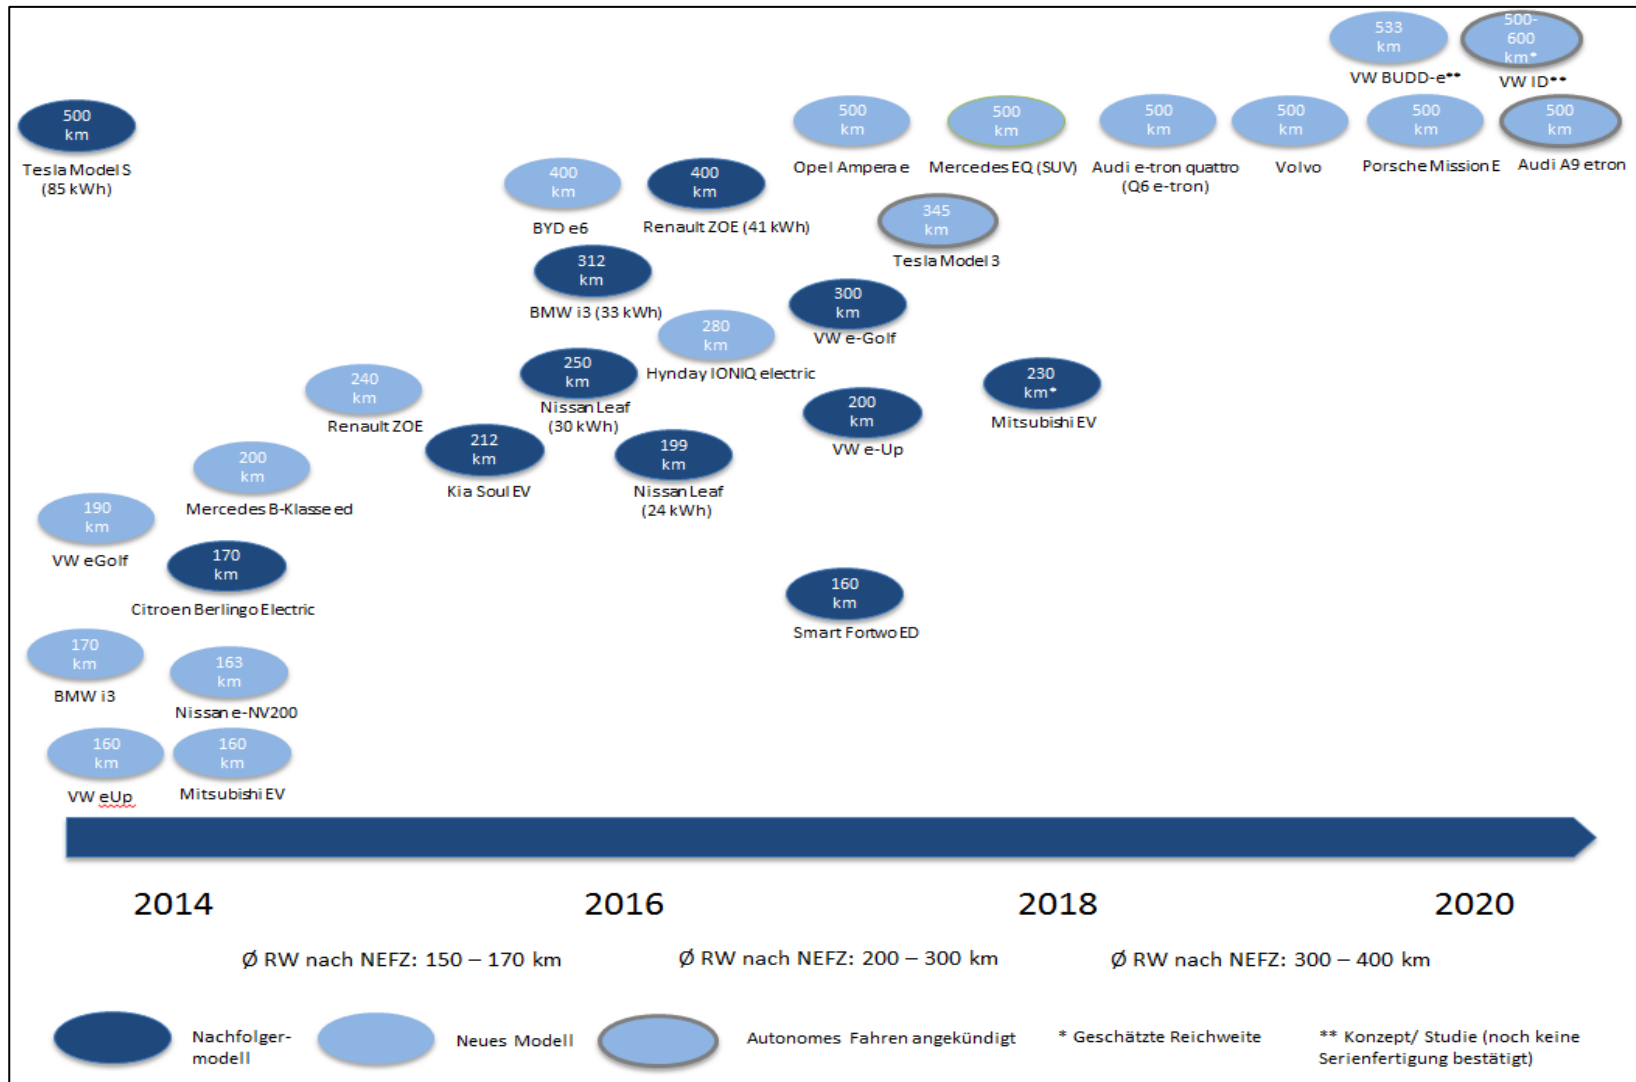 533
km
VW BUDD-e**
500-
600
km*
VW ID**
500
km
Tesla Model S
(85 kWh)
500
km
Opel Ampera e
500
km
Mercedes EQ (SUV)
500
km
Audi e-tron quattro
(Q6 e-tron)
500
km
Volvo
500
km
Porsche Mission E
500
km
Audi A9 etron
400
km
BYD e6
400
km
Renault ZOE (41 kWh)
345
km
Tesla Model 3
312
km
BMW i3 (33 kWh)
300
km
VW e-Golf
280
km
Hynday IONIQ electric
250
km
Nissan Leaf
(30 kWh)
240
km
Renault ZOE
230
km*
Mitsubishi EV
200
km
VW e-Up
212
km
Kia Soul EV
199
km
Nissan Leaf
(24 kWh)
200
km
Mercedes B-Klasse ed
190
km
VW eGolf
170
km
Citroen Berlingo Electric
160
km
Smart Fortwo ED
170
km
BMW i3
163
km
Nissan e-NV200
160
km
VW eUp
160
km
Mitsubishi EV
2014
2016
2018
2020
Ø RW nach NEFZ: 150 – 170 km
Ø RW nach NEFZ: 200 – 300 km
Ø RW nach NEFZ: 300 – 400 km
Nachfolger-
modell
Neues Modell
Autonomes Fahren angekündigt
* Geschätzte Reichweite
** Konzept/ Studie (noch keine
Serienfertigung bestätigt)